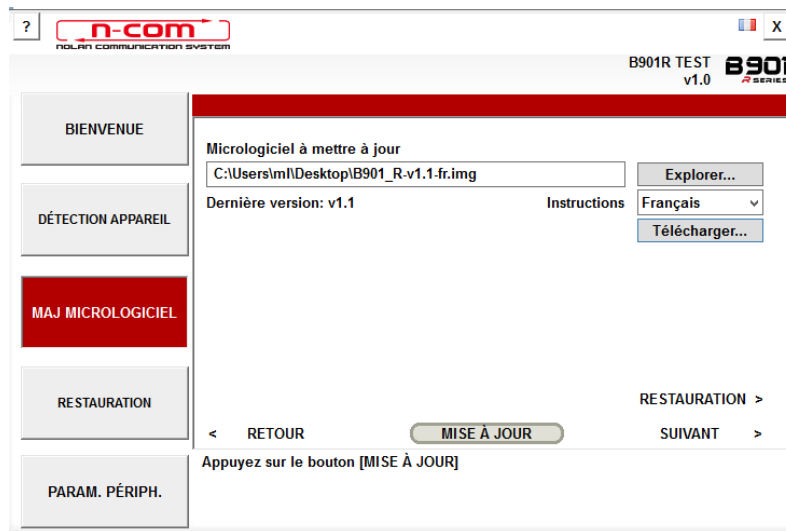 ?
n-com
NOLAN COMMUNICATION SYSTEM
X
B901R TEST
v1.0
B901
R SERIES
BIENVENUE
DÉTECTION APPAREIL
MAJ MICROLOGICIEL
RESTAURATION
PARAM. PÉRIPH.
Micrologiciel à mettre à jour
C:\Users\ml\Desktop\B901_R-v1.1-fr.img
Explorer...
Dernière version: v1.1
Instructions
Français
Télécharger...
RESTAURATION >
< RETOUR
MISE À JOUR
SUIVANT >
Appuyez sur le bouton [MISE À JOUR]